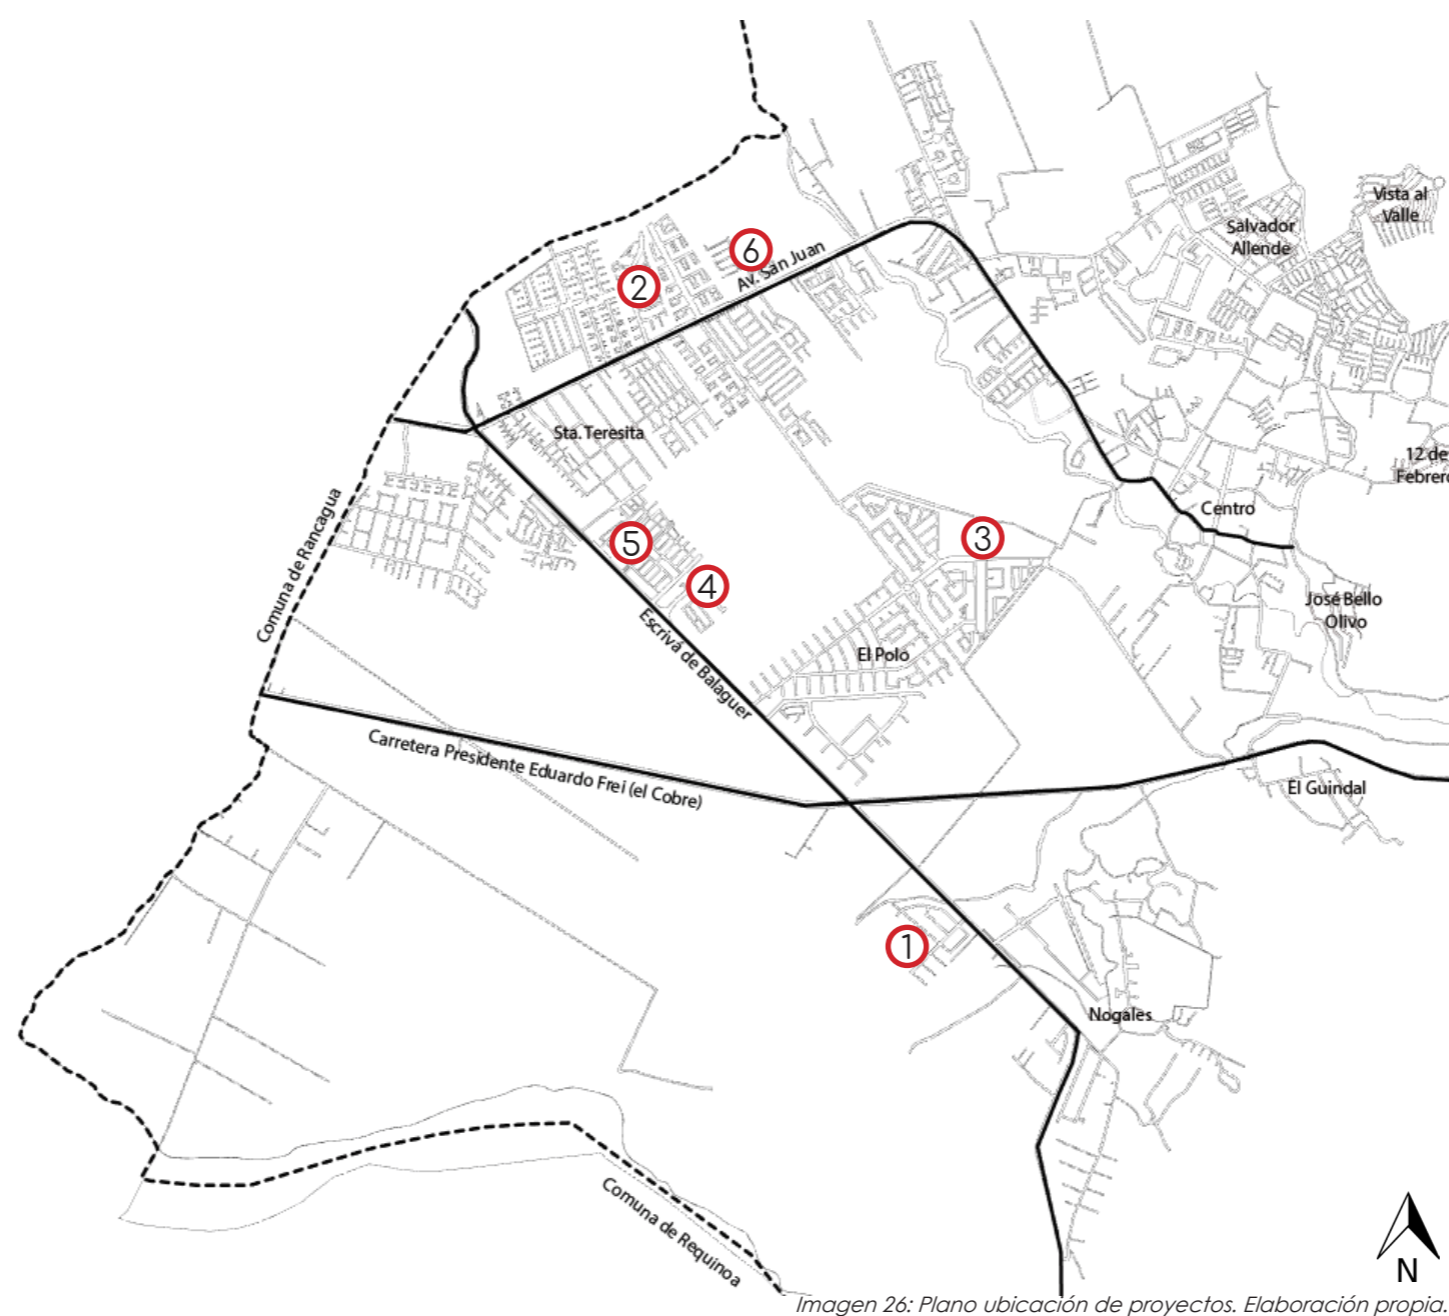 Vista al
Valle
Salvador
Allende
6
Av. San Juan
2
Sta. Teresita
12 de
Febrero
Centro
Comuna de Rancagua
5
3
4
José Bello
Olivo
Escrivá de Balaguer
El Polo
Carretera Presidente Eduardo Frei (el Cobre)
El Guindal
1
Nogales
Comuna de Requinoa
N
Imagen 26: Plano ubicación de proyectos. Elaboración propia.